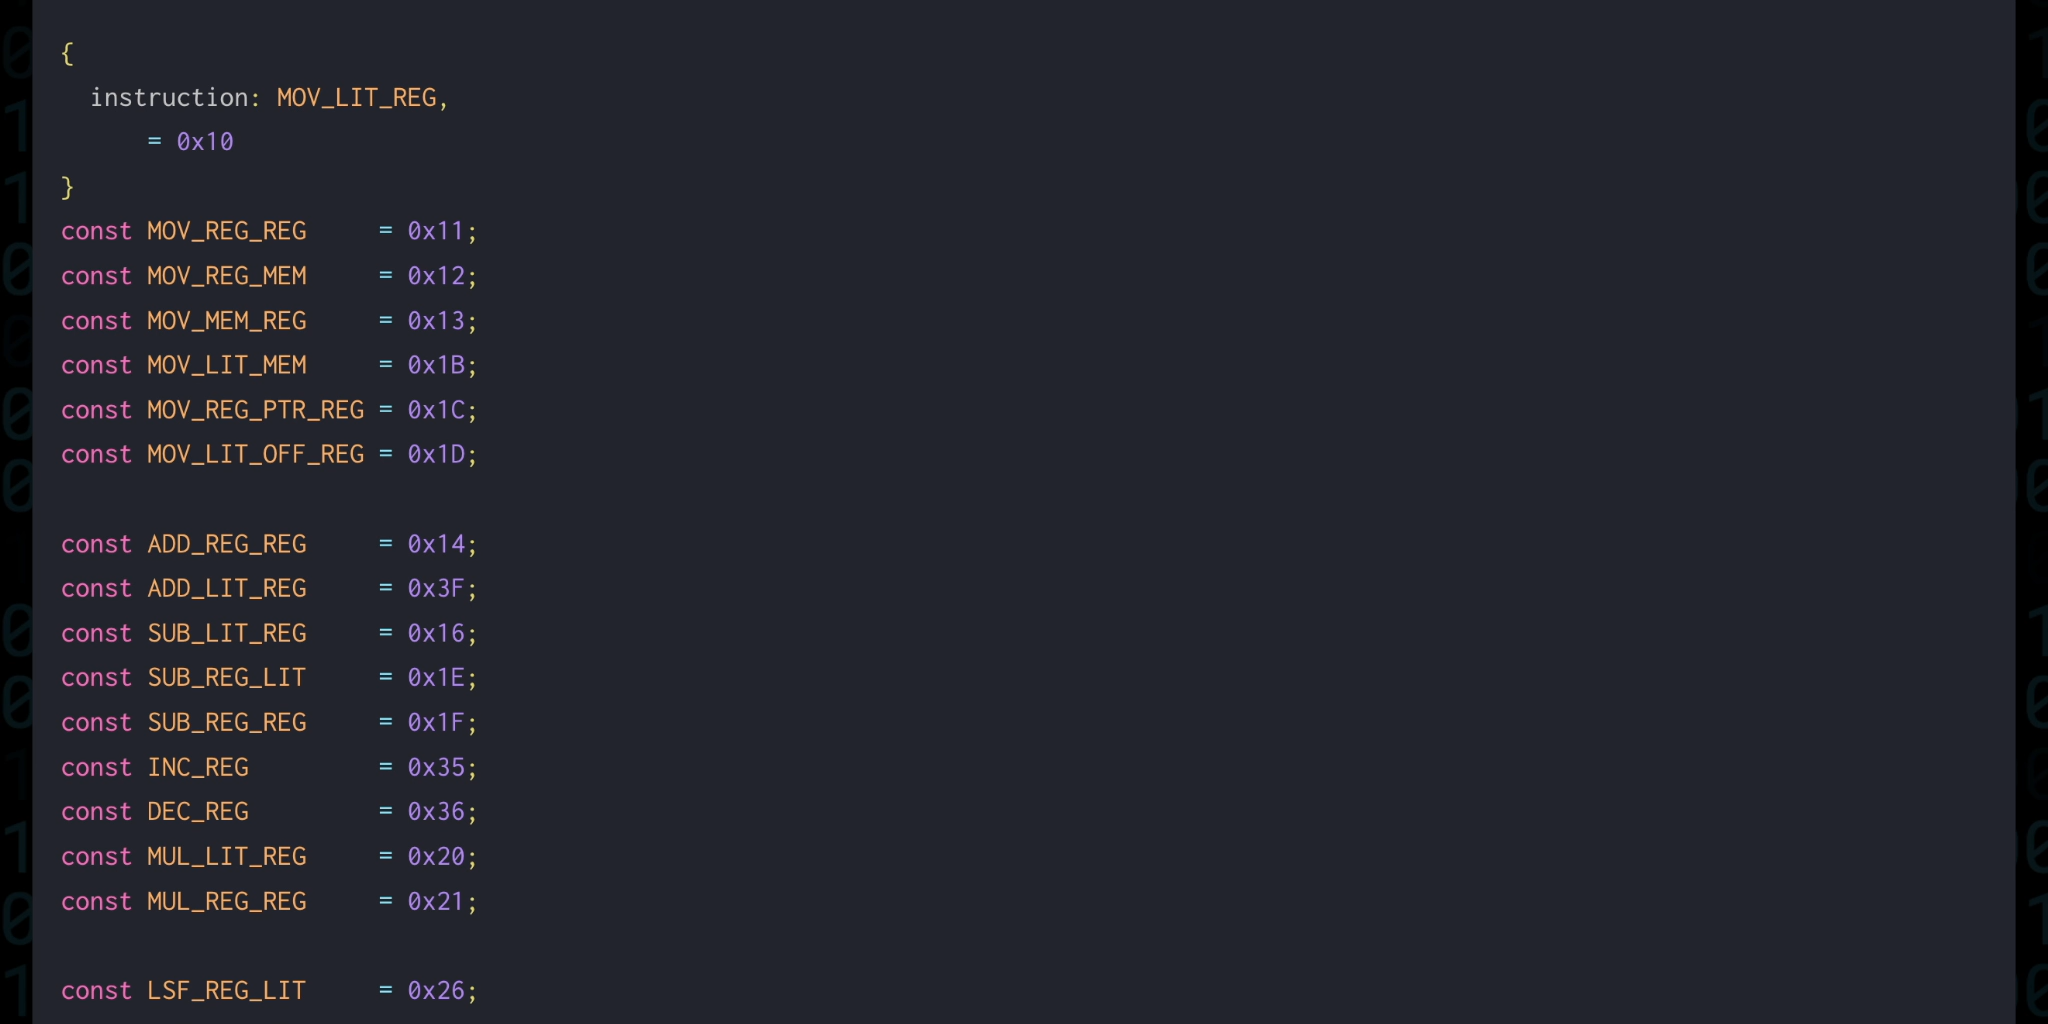 {
  instruction: MOV_LIT_REG,
      = 0x10
}
const MOV_REG_REG     = 0x11;
const MOV_REG_MEM     = 0x12;
const MOV_MEM_REG     = 0x13;
const MOV_LIT_MEM     = 0x1B;
const MOV_REG_PTR_REG = 0x1C;
const MOV_LIT_OFF_REG = 0x1D;

const ADD_REG_REG     = 0x14;
const ADD_LIT_REG     = 0x3F;
const SUB_LIT_REG     = 0x16;
const SUB_REG_LIT     = 0x1E;
const SUB_REG_REG     = 0x1F;
const INC_REG         = 0x35;
const DEC_REG         = 0x36;
const MUL_LIT_REG     = 0x20;
const MUL_REG_REG     = 0x21;

const LSF_REG_LIT     = 0x26;